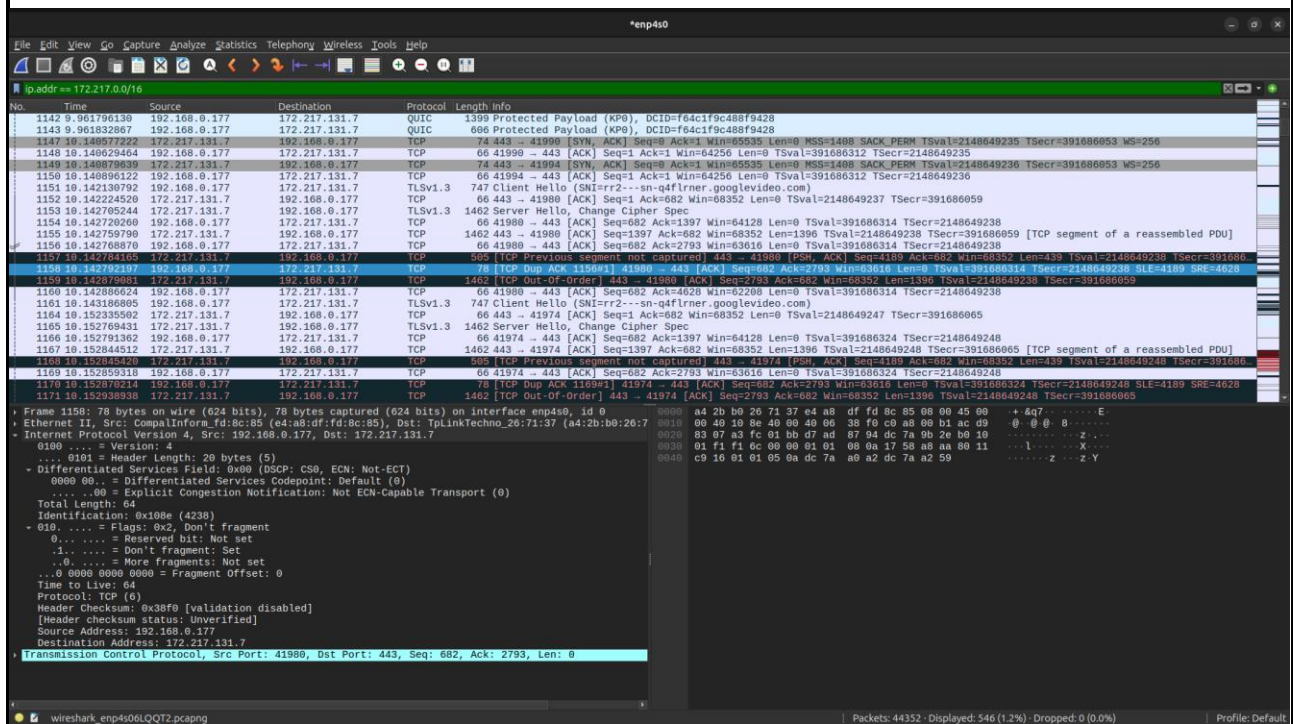 *enp4s0
File Edit View Go Capture Analyze Statistics Telephony Wireless Tools Help
ip.addr == 172.217.0.0/16
No. Time Source Destination Protocol Length Info
1142 9.961796130 192.168.0.177 172.217.131.7 QUIC 1399 Protected Payload (KP0), DCID=f64c1f9c488f9428
1143 9.961832867 192.168.0.177 172.217.131.7 QUIC 606 Protected Payload (KP0), DCID=f64c1f9c488f9428
1147 10.140577222 172.217.131.7 192.168.0.177 TCP 74 443 → 41990 [SYN, ACK] Seq=0 Ack=1 Win=65535 Len=0 MSS=1408 SACK_PERM TSval=2148649235 TSecr=391686053 WS=256
1148 10.140629464 192.168.0.177 172.217.131.7 TCP 66 41990 → 443 [ACK] Seq=1 Ack=1 Win=64256 Len=0 TSval=391686312 TSecr=2148649235
1149 10.140879639 172.217.131.7 192.168.0.177 TCP 74 443 → 41994 [SYN, ACK] Seq=0 Ack=1 Win=65535 Len=0 MSS=1408 SACK_PERM TSval=2148649236 TSecr=391686053 WS=256
1150 10.140896122 192.168.0.177 172.217.131.7 TCP 66 41994 → 443 [ACK] Seq=1 Ack=1 Win=64256 Len=0 TSval=391686312 TSecr=2148649236
1151 10.142130792 192.168.0.177 172.217.131.7 TLSv1.3 747 Client Hello (SNI=rr2---sn-q4flrner.googlevideo.com)
1152 10.142224520 172.217.131.7 192.168.0.177 TCP 66 443 → 41980 [ACK] Seq=1 Ack=682 Win=68352 Len=0 TSval=2148649237 TSecr=391686059
1153 10.142705244 172.217.131.7 192.168.0.177 TLSv1.3 1462 Server Hello, Change Cipher Spec
1154 10.142720260 192.168.0.177 172.217.131.7 TCP 66 41980 → 443 [ACK] Seq=682 Ack=1397 Win=64128 Len=0 TSval=391686314 TSecr=2148649238
1155 10.142759790 172.217.131.7 192.168.0.177 TCP 1462 443 → 41980 [ACK] Seq=1397 Ack=682 Win=68352 Len=1396 TSval=2148649238 TSecr=391686059 [TCP segment of a reassembled PDU]
1156 10.142768870 192.168.0.177 172.217.131.7 TCP 66 41980 → 443 [ACK] Seq=682 Ack=2793 Win=63616 Len=0 TSval=391686314 TSecr=2148649238
1157 10.142784165 172.217.131.7 192.168.0.177 TCP 505 [TCP Previous segment not captured] 443 → 41980 [PSH, ACK] Seq=4189 Ack=682 Win=68352 Len=439 TSval=2148649238 TSecr=391686…
1158 10.142792197 192.168.0.177 172.217.131.7 TCP 78 [TCP Dup ACK 1156#1] 41980 → 443 [ACK] Seq=682 Ack=2793 Win=63616 Len=0 TSval=391686314 TSecr=2148649238 SLE=4189 SRE=4628
1159 10.142879081 172.217.131.7 192.168.0.177 TCP 1462 [TCP Out-Of-Order] 443 → 41980 [ACK] Seq=2793 Ack=682 Win=68352 Len=1396 TSval=2148649238 TSecr=391686059
1160 10.142886624 192.168.0.177 172.217.131.7 TCP 66 41980 → 443 [ACK] Seq=682 Ack=4628 Win=62208 Len=0 TSval=391686314 TSecr=2148649238
1161 10.143186805 192.168.0.177 172.217.131.7 TLSv1.3 747 Client Hello (SNI=rr2---sn-q4flrner.googlevideo.com)
1164 10.152335502 172.217.131.7 192.168.0.177 TCP 66 443 → 41974 [ACK] Seq=1 Ack=682 Win=68352 Len=0 TSval=2148649247 TSecr=391686065
1165 10.152769431 172.217.131.7 192.168.0.177 TLSv1.3 1462 Server Hello, Change Cipher Spec
1166 10.152791362 192.168.0.177 172.217.131.7 TCP 66 41974 → 443 [ACK] Seq=682 Ack=1397 Win=64128 Len=0 TSval=391686324 TSecr=2148649248
1167 10.152844512 172.217.131.7 192.168.0.177 TCP 1462 443 → 41974 [ACK] Seq=1397 Ack=682 Win=68352 Len=1396 TSval=2148649248 TSecr=391686065 [TCP segment of a reassembled PDU]
1168 10.152845420 172.217.131.7 192.168.0.177 TCP 505 [TCP Previous segment not captured] 443 → 41974 [PSH, ACK] Seq=4189 Ack=682 Win=68352 Len=439 TSval=2148649248 TSecr=391686…
1169 10.152859318 192.168.0.177 172.217.131.7 TCP 66 41974 → 443 [ACK] Seq=682 Ack=2793 Win=63616 Len=0 TSval=391686324 TSecr=2148649248
1170 10.152870214 192.168.0.177 172.217.131.7 TCP 78 [TCP Dup ACK 1169#1] 41974 → 443 [ACK] Seq=682 Ack=2793 Win=63616 Len=0 TSval=391686324 TSecr=2148649248 SLE=4189 SRE=4628
1171 10.152938938 172.217.131.7 192.168.0.177 TCP 1462 [TCP Out-Of-Order] 443 → 41974 [ACK] Seq=2793 Ack=682 Win=68352 Len=1396 TSval=2148649248 TSecr=391686065
Frame 1158: 78 bytes on wire (624 bits), 78 bytes captured (624 bits) on interface enp4s0, id 0
Ethernet II, Src: CompalInform_fd:8c:85 (e4:a8:df:fd:8c:85), Dst: TpLinkTechno_26:71:37 (a4:2b:b0:26:7
Internet Protocol Version 4, Src: 192.168.0.177, Dst: 172.217.131.7
0100 .... = Version: 4
.... 0101 = Header Length: 20 bytes (5)
Differentiated Services Field: 0x00 (DSCP: CS0, ECN: Not-ECT)
0000 00.. = Differentiated Services Codepoint: Default (0)
.... ..00 = Explicit Congestion Notification: Not ECN-Capable Transport (0)
Total Length: 64
Identification: 0x108e (4238)
010. .... = Flags: 0x2, Don't fragment
0... .... = Reserved bit: Not set
.1.. .... = Don't fragment: Set
..0. .... = More fragments: Not set
...0 0000 0000 0000 = Fragment Offset: 0
Time to Live: 64
Protocol: TCP (6)
Header Checksum: 0x38f0 [validation disabled]
[Header checksum status: Unverified]
Source Address: 192.168.0.177
Destination Address: 172.217.131.7
Transmission Control Protocol, Src Port: 41980, Dst Port: 443, Seq: 682, Ack: 2793, Len: 0
0000 a4 2b b0 26 71 37 e4 a8 df fd 8c 85 08 00 45 00 ·+·&q7·· ······E·
0010 00 40 10 8e 40 00 40 06 38 f0 c0 a8 00 b1 ac d9 ·@··@·@· 8·······
0020 83 07 a3 fc 01 bb d7 ad 87 94 dc 7a 9b 2e b0 10 ········ ···z·.··
0030 01 f1 f1 6c 00 00 01 01 08 0a 17 58 a8 aa 80 11 ···l···· ···X····
0040 c9 16 01 01 05 0a dc 7a a0 a2 dc 7a a2 59 ·······z ···z·Y
wireshark_enp4s06LQQT2.pcapng
Packets: 44352 · Displayed: 546 (1.2%) · Dropped: 0 (0.0%)
Profile: Default